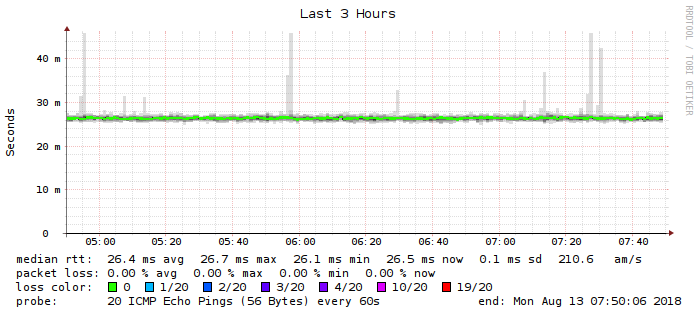 Last 3 Hours
RRDTOOL / TOBI OETIKER
Seconds
40 m
30 m
20 m
10 m
0
05:00 05:20 05:40 06:00 06:20 06:40 07:00 07:20 07:40
median rtt: 26.4 ms avg 26.7 ms max 26.1 ms min 26.5 ms now 0.1 ms sd 210.6 am/s
packet loss: 0.00 % avg 0.00 % max 0.00 % min 0.00 % now
loss color: 0 1/20 2/20 3/20 4/20 10/20 19/20
probe: 20 ICMP Echo Pings (56 Bytes) every 60s end: Mon Aug 13 07:50:06 2018